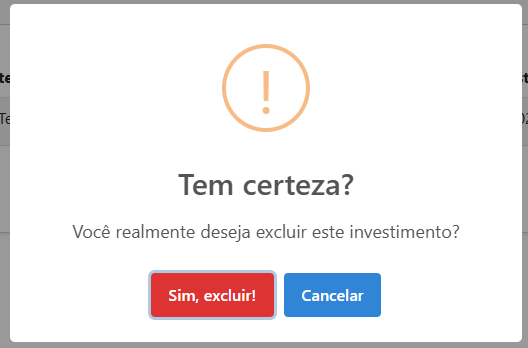 Tem certeza?
Você realmente deseja excluir este investimento?
Sim, excluir!
Cancelar